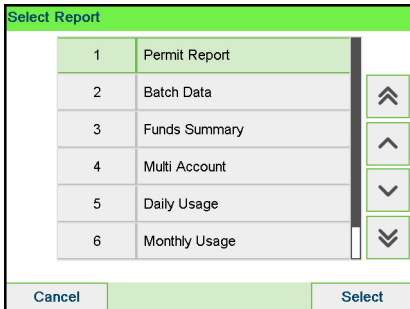 Select Report
1 Permit Report
2 Batch Data
3 Funds Summary
4 Multi Account
5 Daily Usage
6 Monthly Usage
Cancel Select